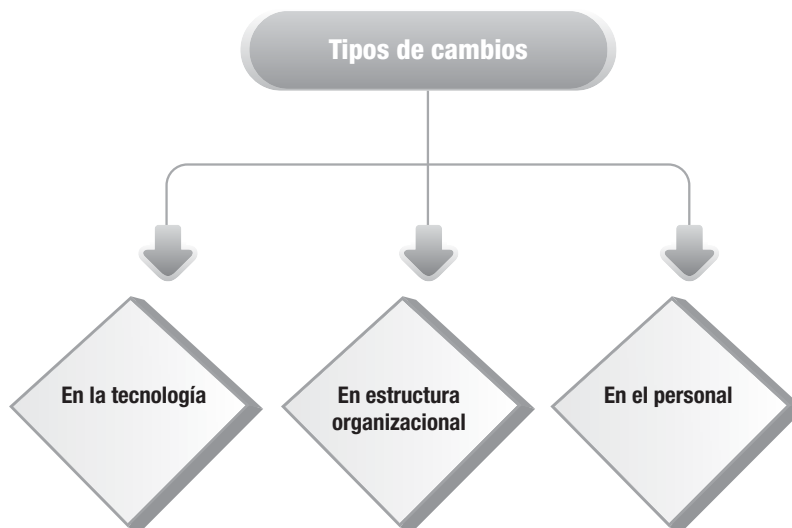 Tipos de cambios
En la tecnología
En estructura
organizacional
En el personal